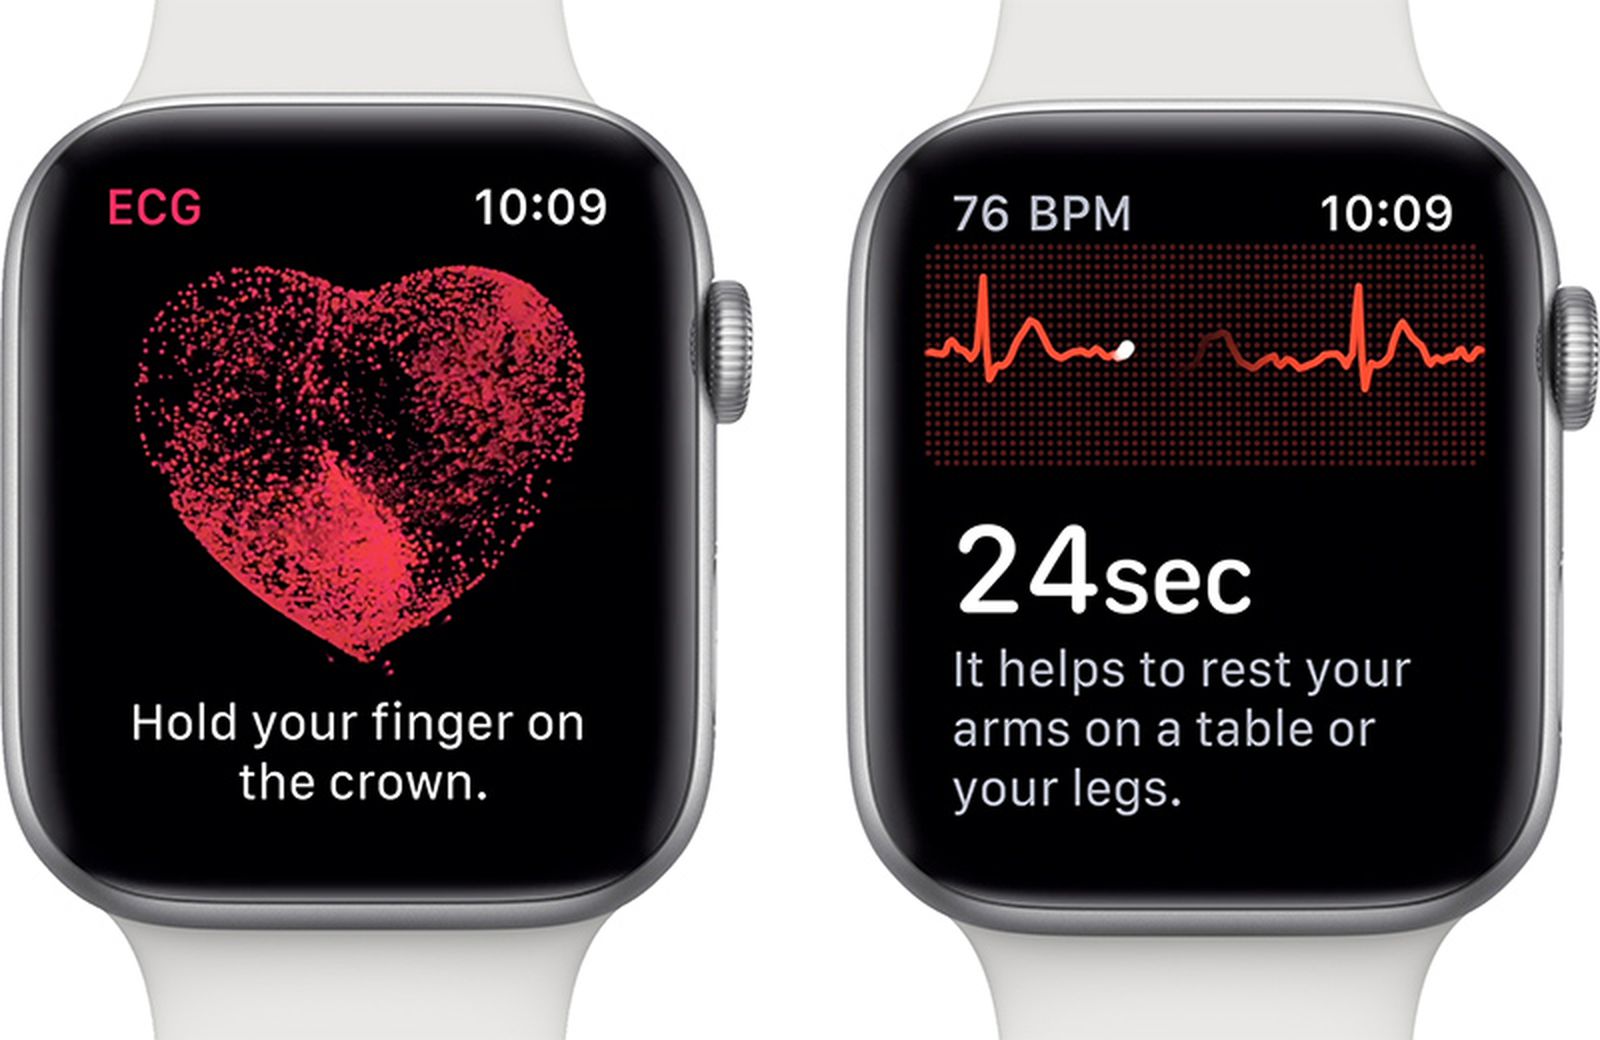 ECG 10:09
Hold your finger on
the crown.
76 BPM 10:09
24sec
It helps to rest your
arms on a table or
your legs.